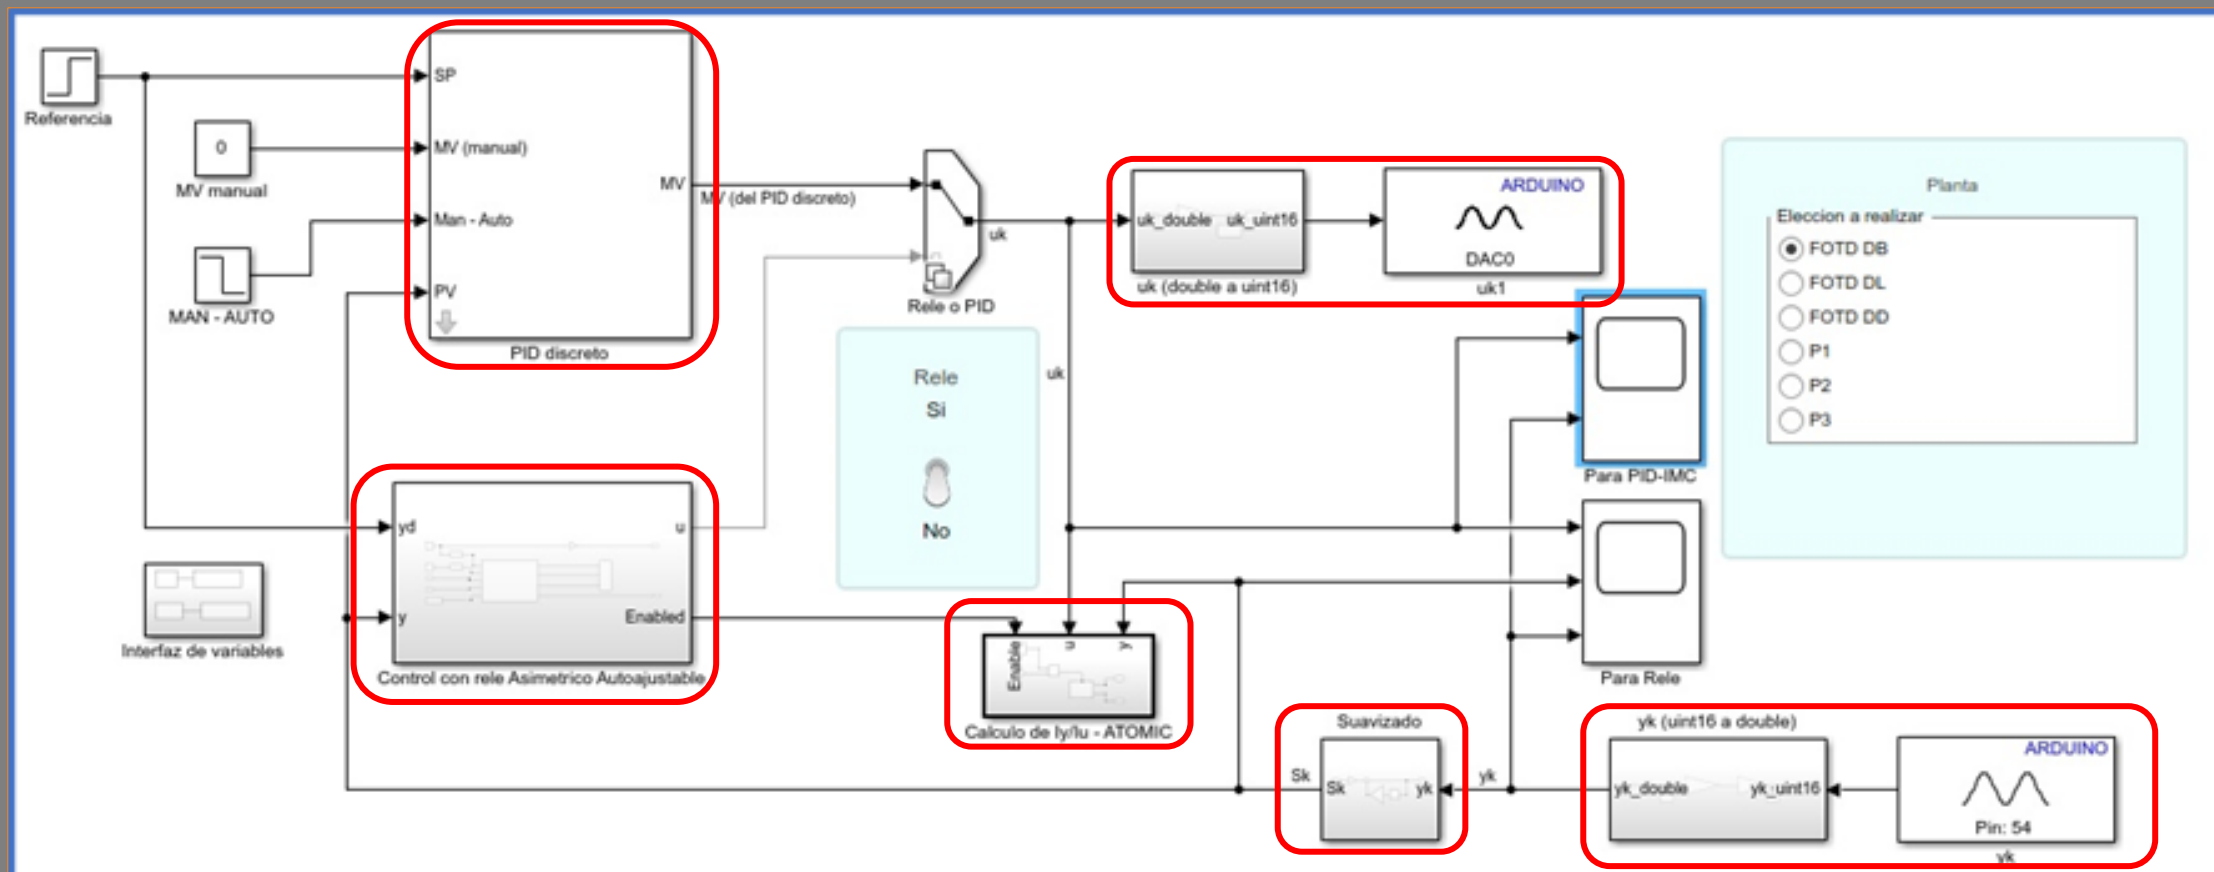 Referencia
0
MV manual
MAN - AUTO
SP
MV (manual)
Man - Auto
PV
MV
PID discreto
MV (del PID discreto)
Rele o PID
uk
uk
uk_double
uk_uint16
uk (double a uint16)
ARDUINO
DAC0
uk1
Planta
Eleccion a realizar
FOTD DB
FOTD DL
FOTD DD
P1
P2
P3
Rele
Si
No
Para PID-IMC
Para Rele
yd
y
u
Enabled
Control con rele Asimetrico Autoajustable
Interfaz de variables
Enable
u
y
Calculo de Iy/Iu - ATOMIC
Suavizado
Sk
Sk
yk
yk
yk (uint16 a double)
yk_double
yk_uint16
ARDUINO
Pin: 54
yk